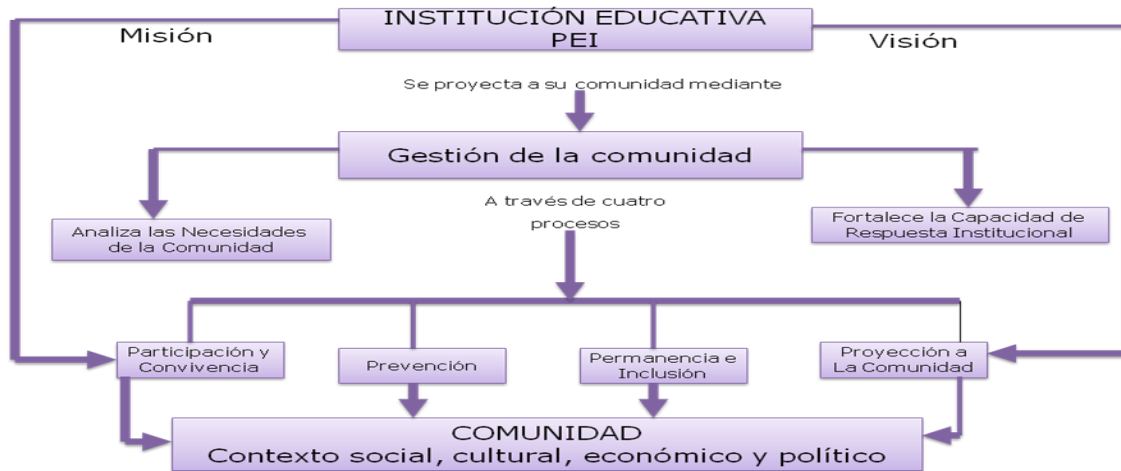 INSTITUCIÓN EDUCATIVA
PEI
Misión
Visión
Se proyecta a su comunidad mediante
Gestión de la comunidad
A través de cuatro
procesos
Analiza las Necesidades
de la Comunidad
Fortalece la Capacidad de
Respuesta Institucional
Participación y
Convivencia
Prevención
Permanencia e
Inclusión
Proyección a
La Comunidad
COMUNIDAD
Contexto social, cultural, económico y político